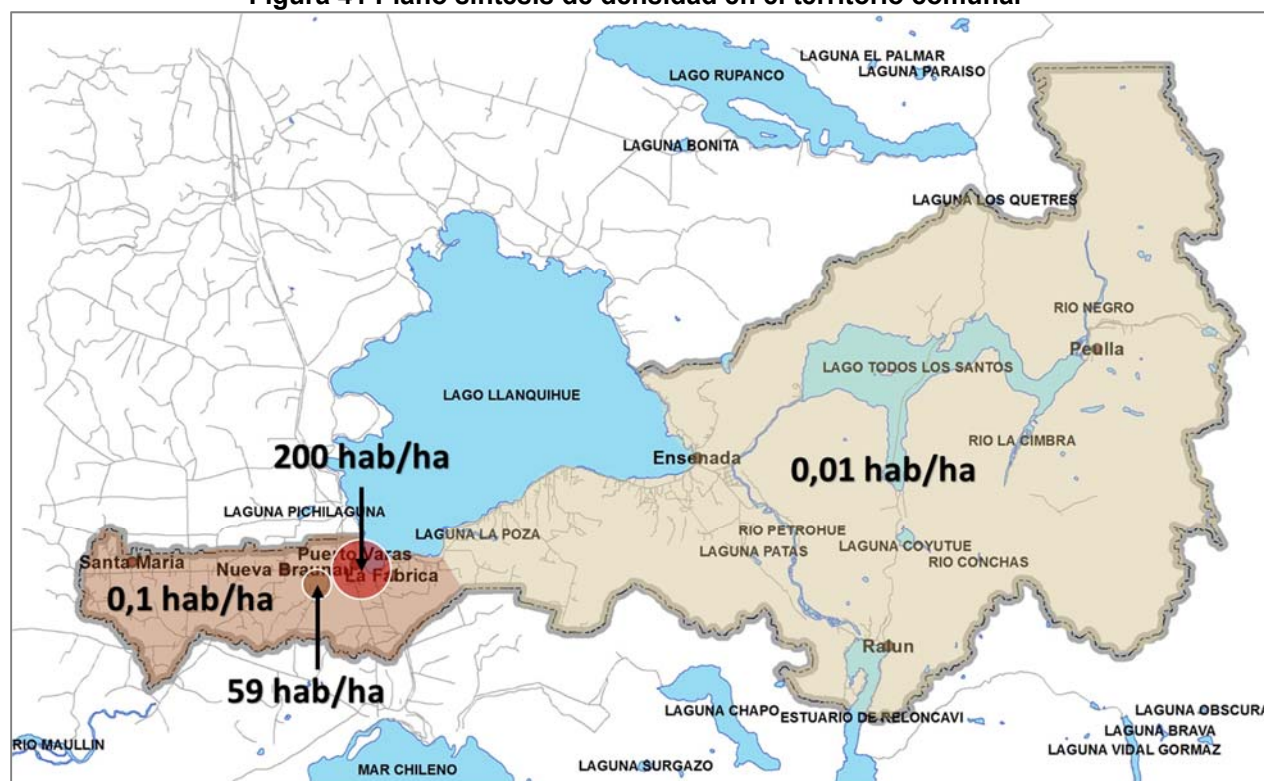 Figura 41 Plano síntesis de densidad en el territorio comunal
LAGUNA EL PALMAR
LAGUNA PARAISO
LAGO RUPANCO
LAGUNA BONITA
LAGUNA LOS QUETRES
RIO NEGRO
Peulla
LAGO TODOS LOS SANTOS
LAGO LLANQUIHUE
RIO LA CIMBRA
200 hab/ha
Ensenada
0,01 hab/ha
LAGUNA PICHILAGUNA
LAGUNA LA POZA
RIO PETROHUE
LAGUNA PATAS
LAGUNA COYUTUE
RIO CONCHAS
Santa Maria
Puerto Varas
Nueva Braunau
La Fabrica
0,1 hab/ha
Ralun
59 hab/ha
LAGUNA CHAPO
ESTUARIO DE RELONCAVI
LAGUNA OBSCURA
LAGUNA BRAVA
LAGUNA VIDAL GORMAZ
RIO MAULLIN
MAR CHILENO
LAGUNA SURGAZO